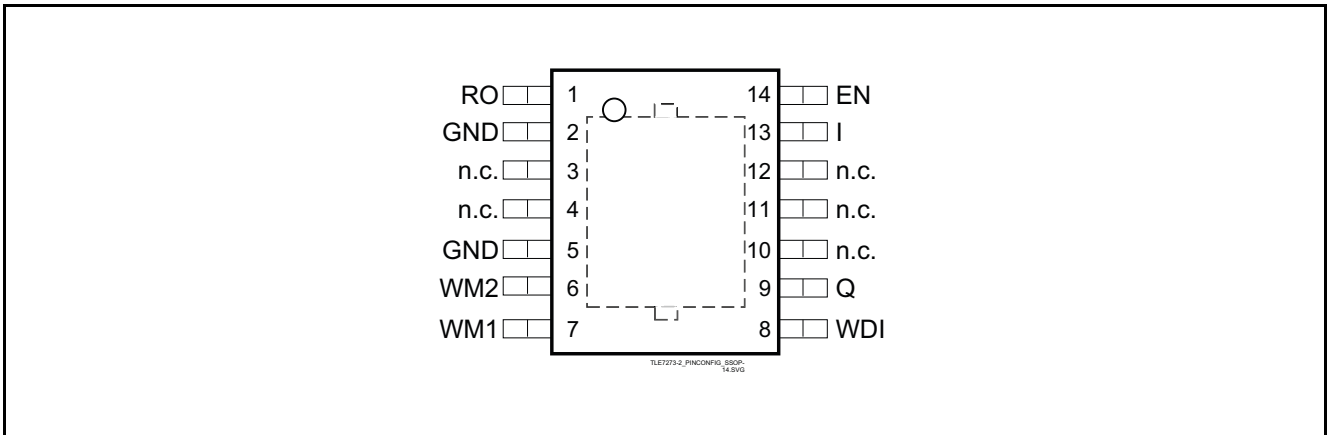 RO 1 14 EN
GND 2 13 I
n.c. 3 12 n.c.
n.c. 4 11 n.c.
GND 5 10 n.c.
WM2 6 9 Q
WM1 7 8 WDI
TLE7273-2_PINCONFIG_SSOP-
14.SVG